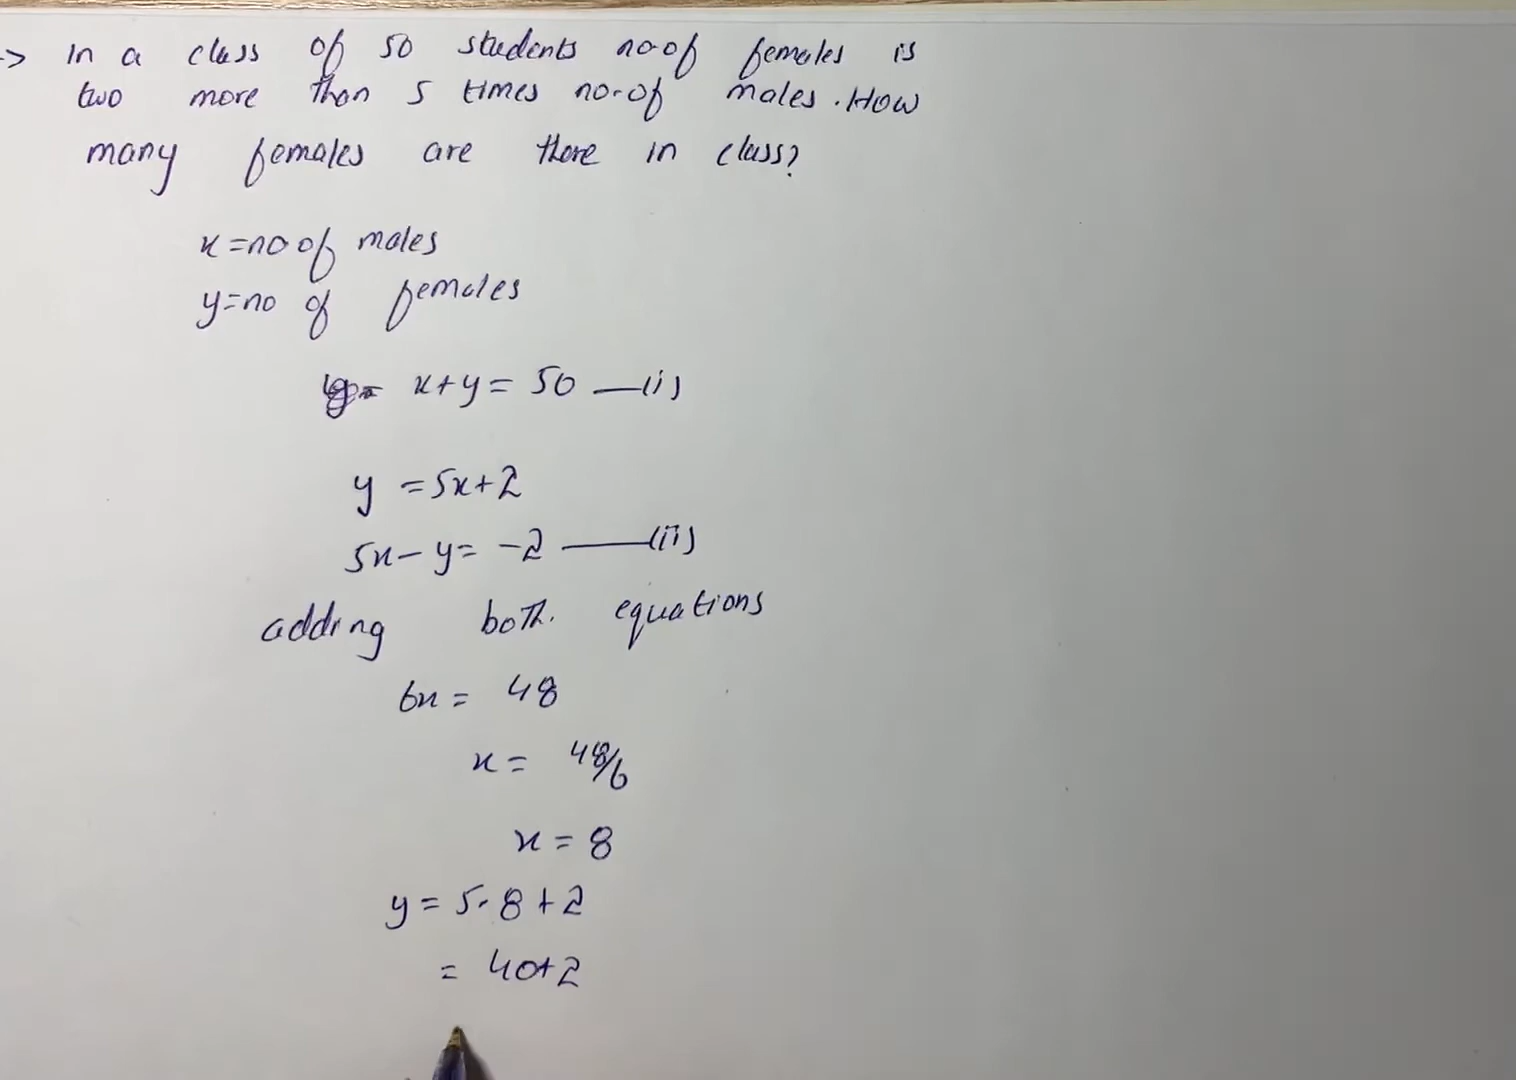 -> In a class of 50 students no.of females is
two more than 5 times no.of males. How
many females are there in class?
x=no of males
y=no of females
x+y= 50 —(i)
y =5x+2
5x-y= -2 —(ii)
adding both. equations
6x= 48
x= 48/6
x=8
y=5.8+2
= 40+2